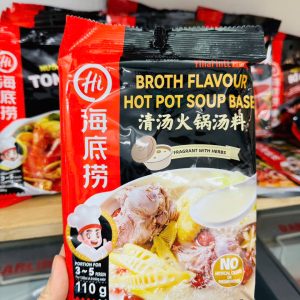 Hi
海底捞
BROTH FLAVOUR
HOT POT SOUP BASE
清汤火锅汤料
FRAGRANT WITH HERBS
PORTION FOR
3~5 PERSON
110g
NO
TOM